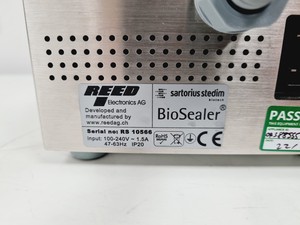 REED
Electronics AG
Developed and
manufactured by
www.reedag.ch
Serial no: RS 10566
Input: 100-240V ~ 1.5A
47-63Hz IP20
sartorius stedim
BioSealer®
RoHS
CE
PASS